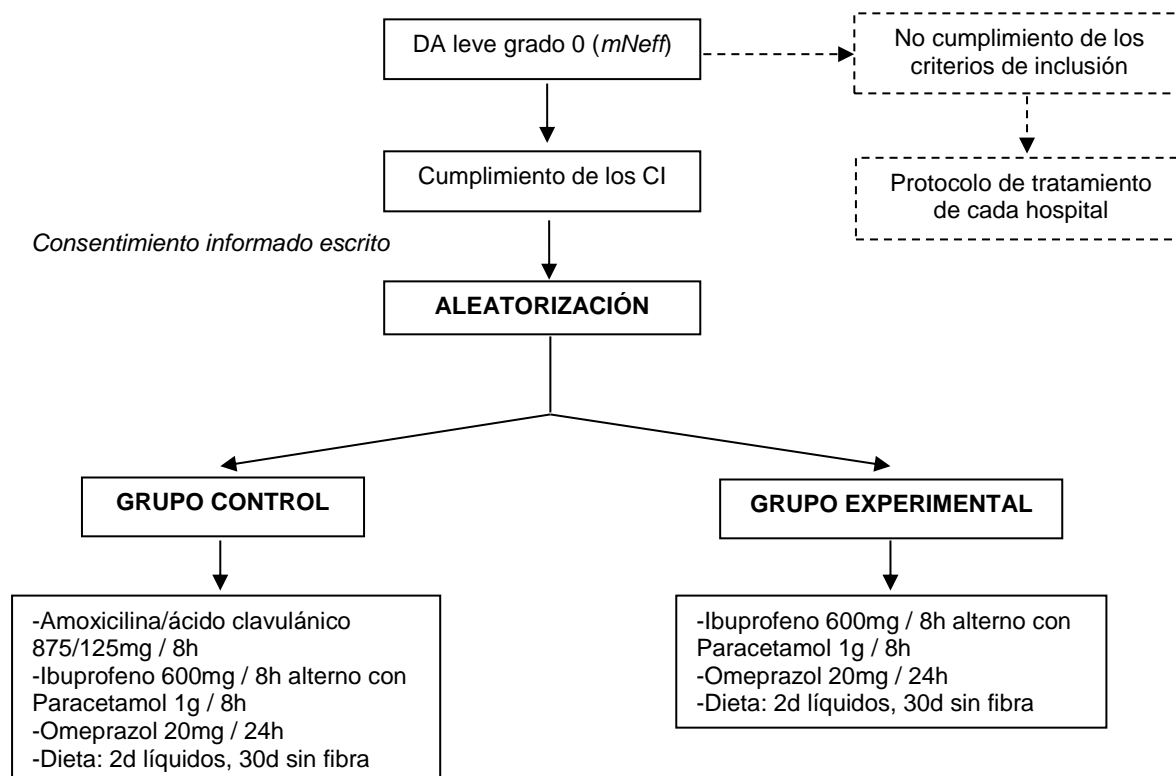 DA leve grado 0 (mNeff)
No cumplimiento de los
criterios de inclusión
Cumplimiento de los CI
Protocolo de tratamiento
de cada hospital
Consentimiento informado escrito
ALEATORIZACIÓN
GRUPO CONTROL
GRUPO EXPERIMENTAL
-Amoxicilina/ácido clavulánico
875/125mg / 8h
-Ibuprofeno 600mg / 8h alterno con
Paracetamol 1g / 8h
-Omeprazol 20mg / 24h
-Dieta: 2d líquidos, 30d sin fibra
-Ibuprofeno 600mg / 8h alterno con
Paracetamol 1g / 8h
-Omeprazol 20mg / 24h
-Dieta: 2d líquidos, 30d sin fibra